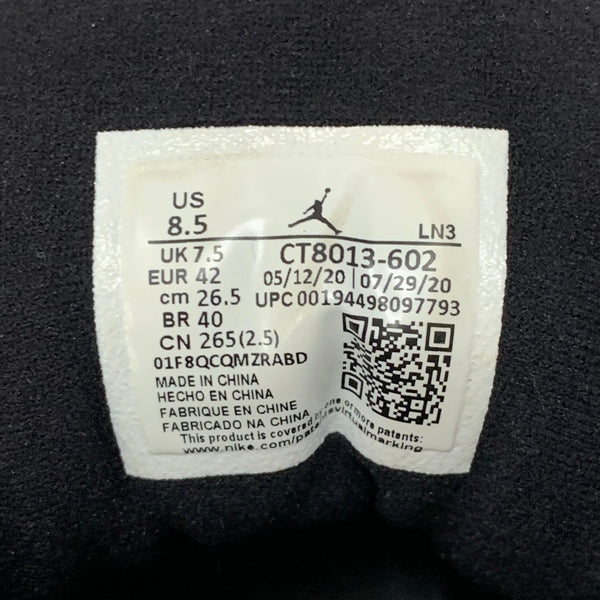 US
8.5
LN3
UK 7.5
CT8013-602
EUR 42
05/12/20 | 07/29/20
cm 26.5
UPC 00194498097793
BR 40
CN 265(2.5)
01F8QCQMZRABD
MADE IN CHINA
HECHO EN CHINA
FABRIQUE EN CHINE
FABRICADO NA CHINA
This product is covered by one or more patents:
www.nike.com/patentsvirtualmarking